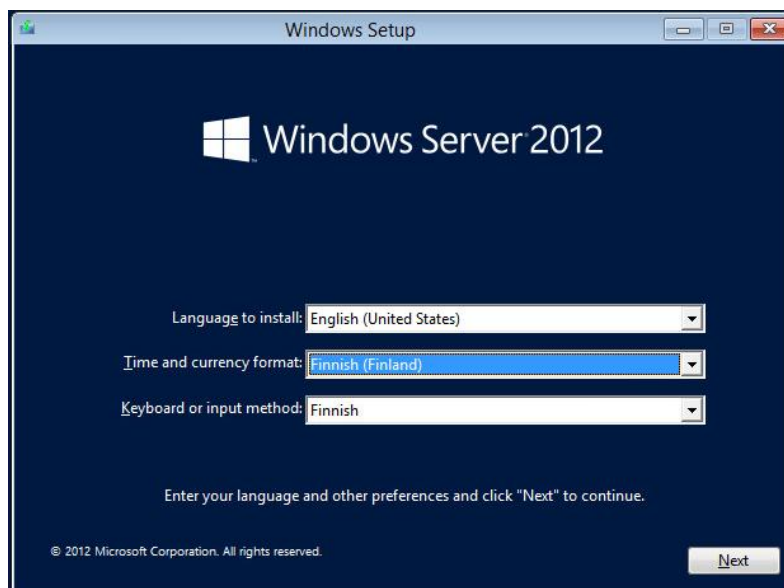 Windows Setup
Windows Server 2012
Language to install: English (United States)
Time and currency format: Finnish (Finland)
Keyboard or input method: Finnish
Enter your language and other preferences and click "Next" to continue.
© 2012 Microsoft Corporation. All rights reserved.
Next